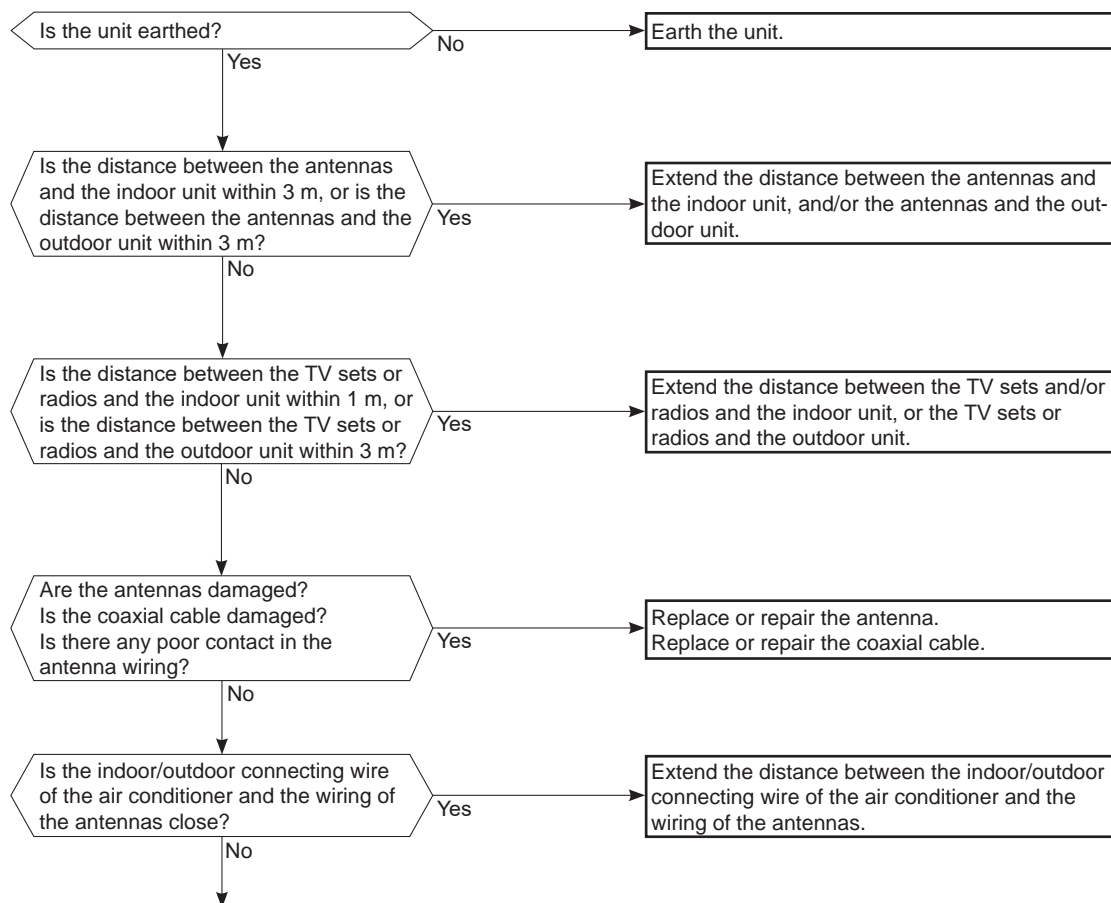 Is the unit earthed?
No
Earth the unit.
Yes
Is the distance between the antennas
and the indoor unit within 3 m, or is the
distance between the antennas and the
outdoor unit within 3 m?
Yes
Extend the distance between the antennas and
the indoor unit, and/or the antennas and the out-
door unit.
No
Is the distance between the TV sets or
radios and the indoor unit within 1 m, or
is the distance between the TV sets or
radios and the outdoor unit within 3 m?
Yes
Extend the distance between the TV sets and/or
radios and the indoor unit, or the TV sets or
radios and the outdoor unit.
No
Are the antennas damaged?
Is the coaxial cable damaged?
Is there any poor contact in the
antenna wiring?
Yes
Replace or repair the antenna.
Replace or repair the coaxial cable.
No
Is the indoor/outdoor connecting wire
of the air conditioner and the wiring of
the antennas close?
Yes
Extend the distance between the indoor/outdoor
connecting wire of the air conditioner and the
wiring of the antennas.
No